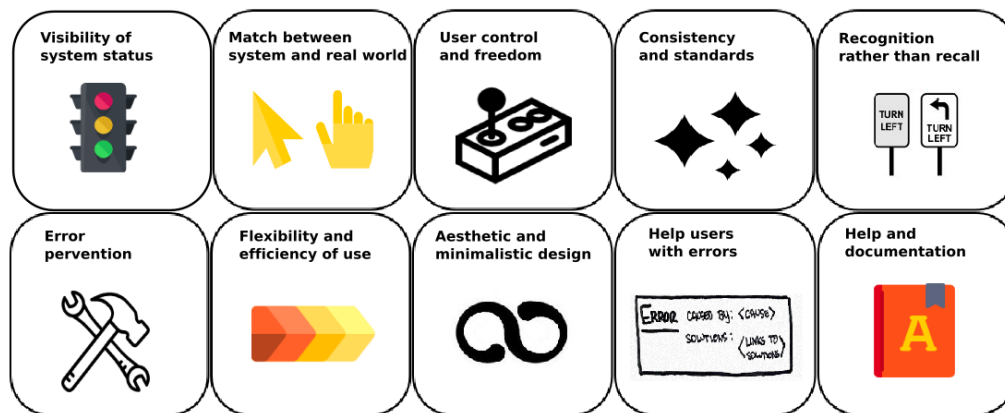 Visibility of
system status
Match between
system and real world
User control
and freedom
Consistency
and standards
Recognition
rather than recall
TURN
LEFT
TURN
LEFT
Error
pervention
Flexibility and
efficiency of use
Aesthetic and
minimalistic design
Help users
with errors
ERROR CAUSED BY: <CAUSE>
SOLUTIONS: <LINKS TO
SOLUTIONS>
Help and
documentation
A